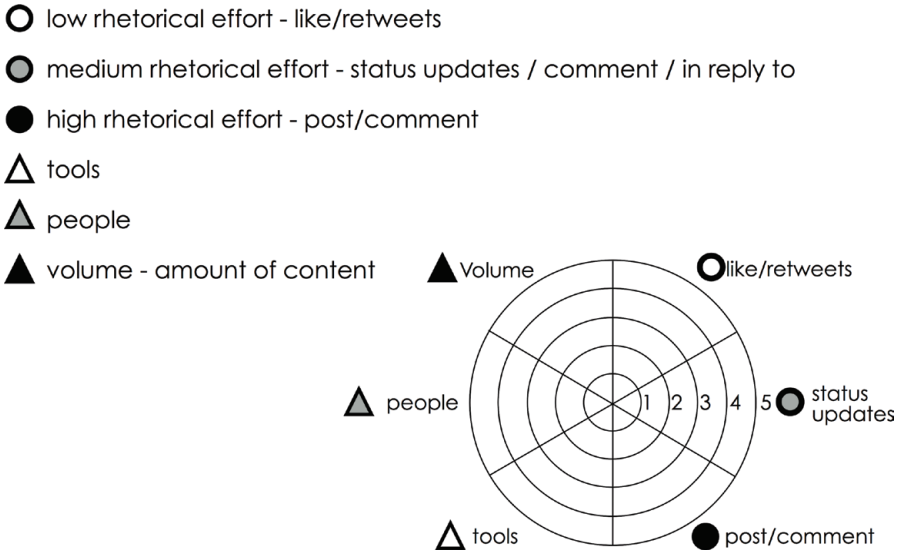 low rhetorical effort - like/retweets
medium rhetorical effort - status updates / comment / in reply to
high rhetorical effort - post/comment
tools
people
volume - amount of content
Volume
like/retweets
people
1 2 3 4 5
status
updates
tools
post/comment